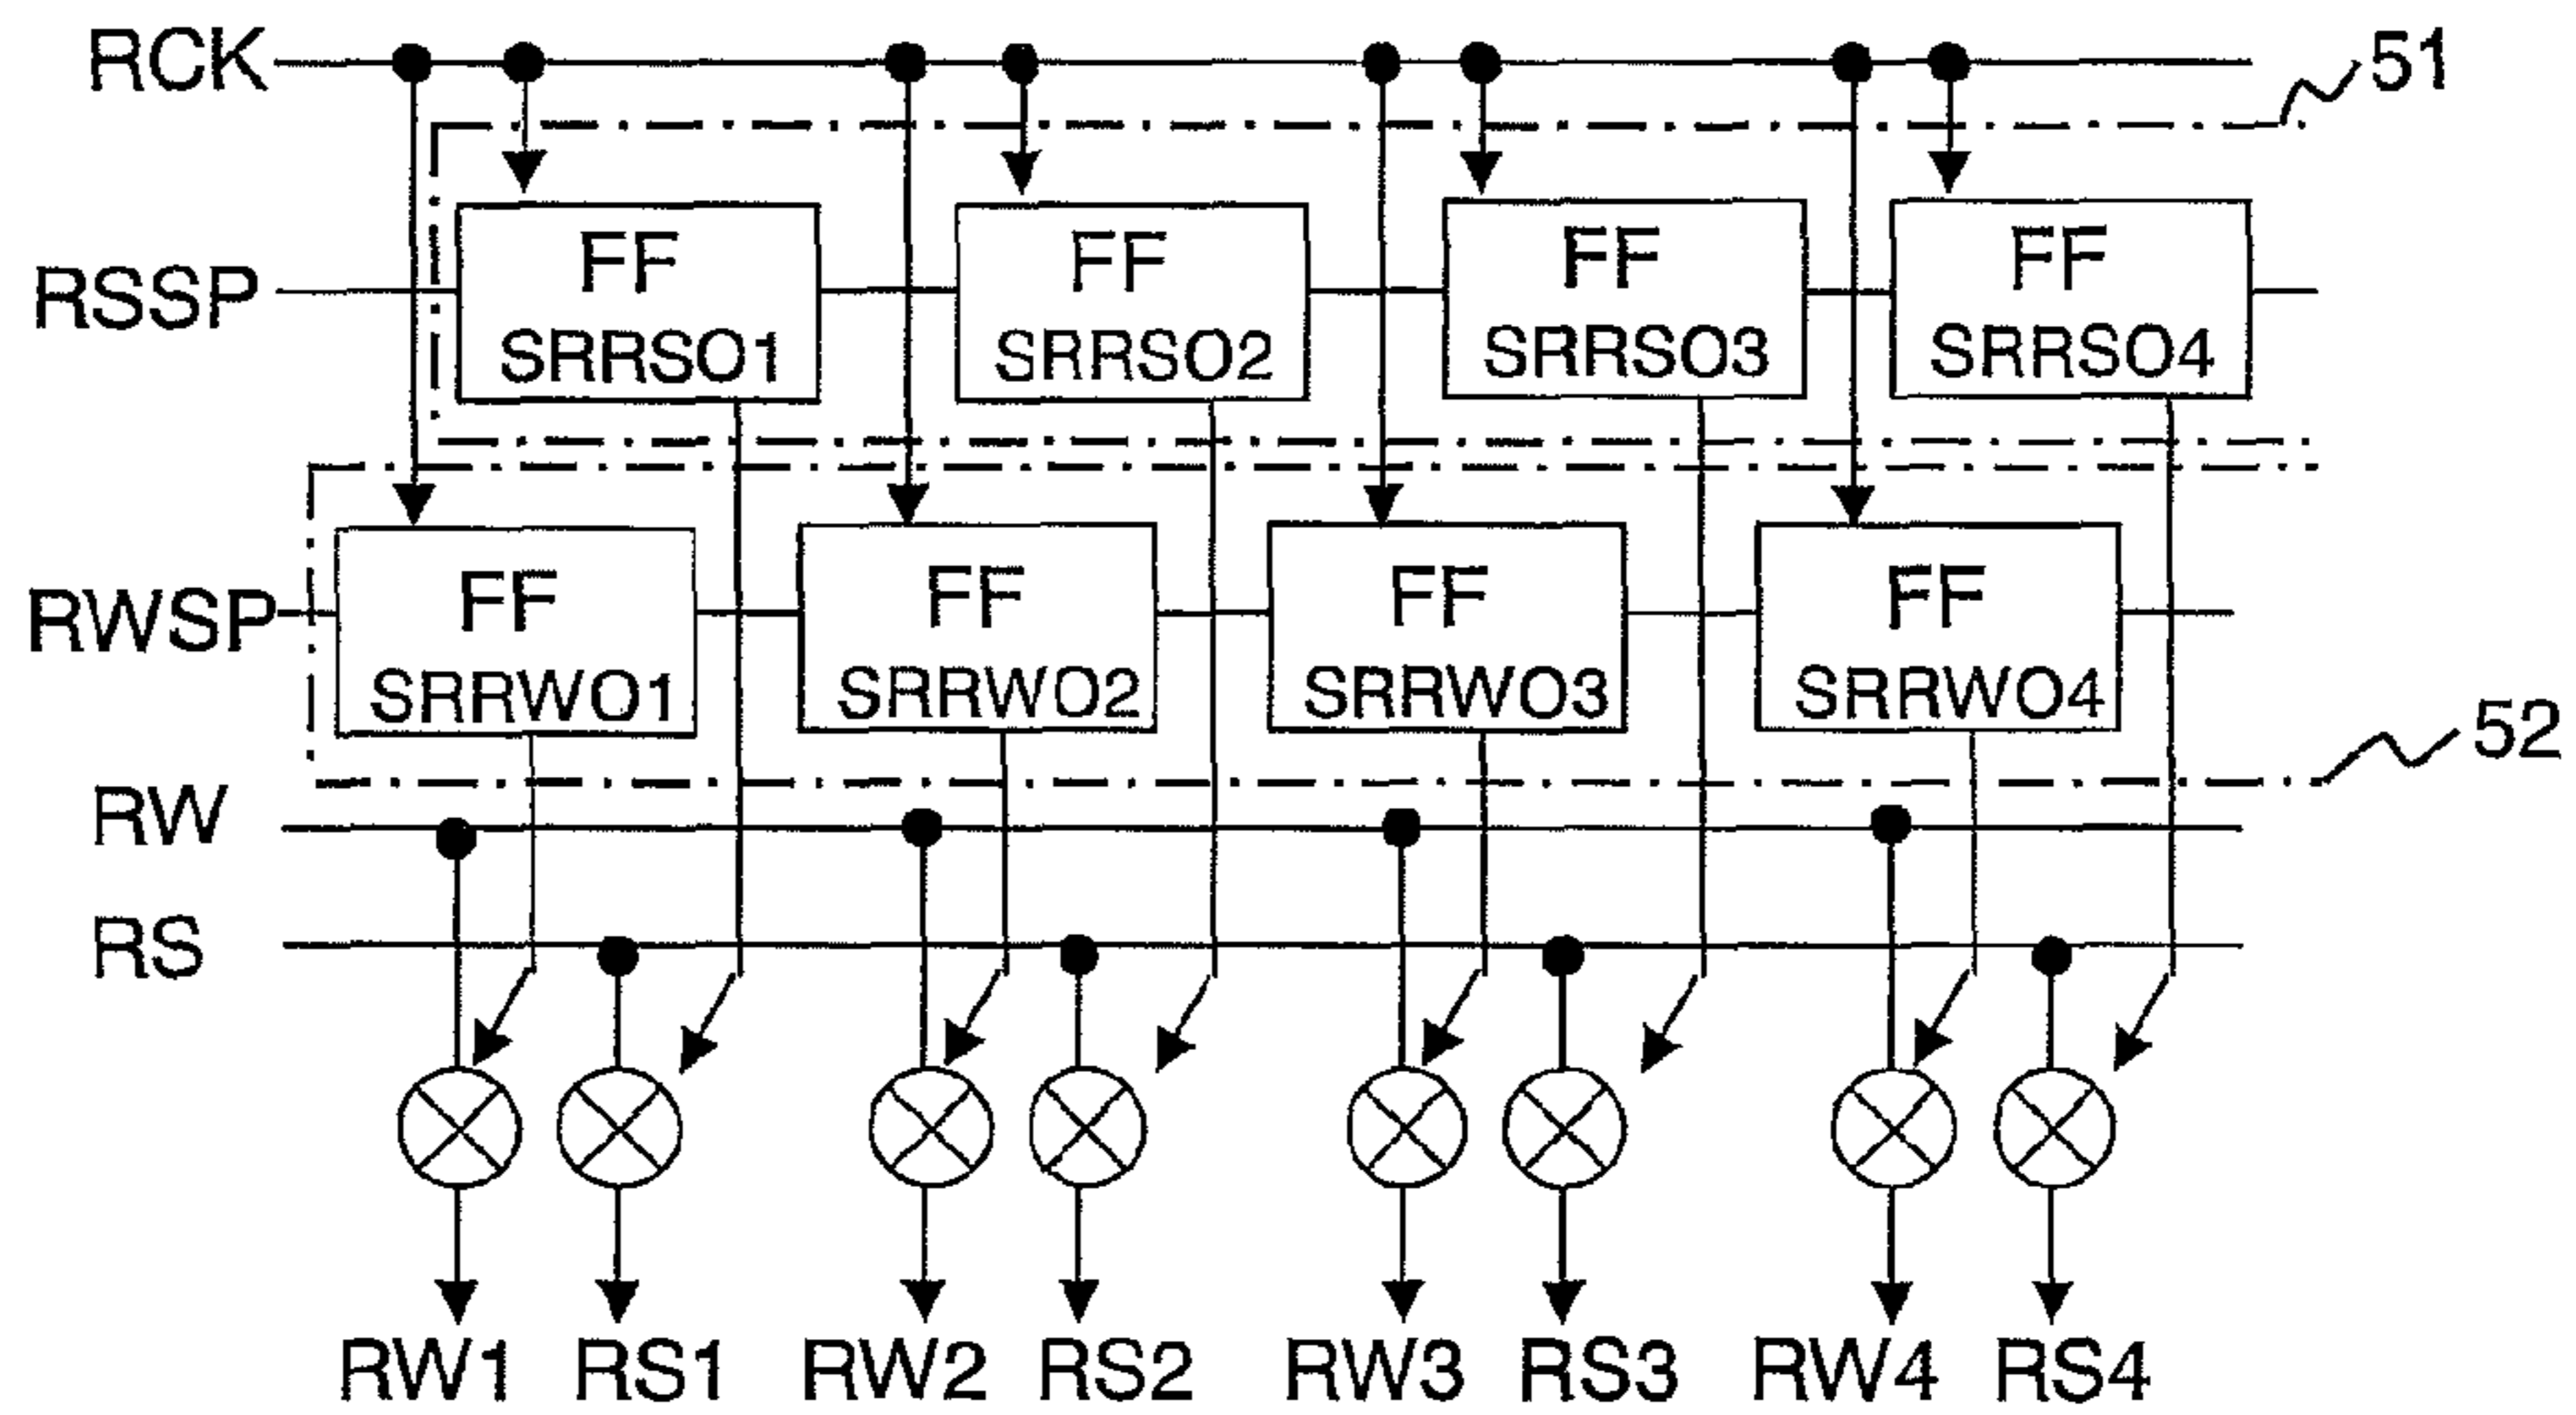 RCK
51
RSSP
FF
SRRSO1
FF
SRRSO2
FF
SRRSO3
FF
SRRSO4
RWSP
FF
SRRWO1
FF
SRRWO2
FF
SRRWO3
FF
SRRWO4
52
RW
RS
RW1
RS1
RW2
RS2
RW3
RS3
RW4
RS4